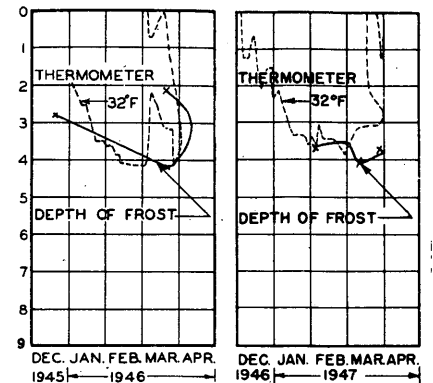 0
1
2
3
4
5
6
7
8
9
THERMOMETER
32°F
DEPTH OF FROST
DEC. JAN. FEB. MAR. APR.
1945 1946
THERMOMETER
32°F
DEPTH OF FROST
DEC. JAN. FEB. MAR. APR.
1946 1947